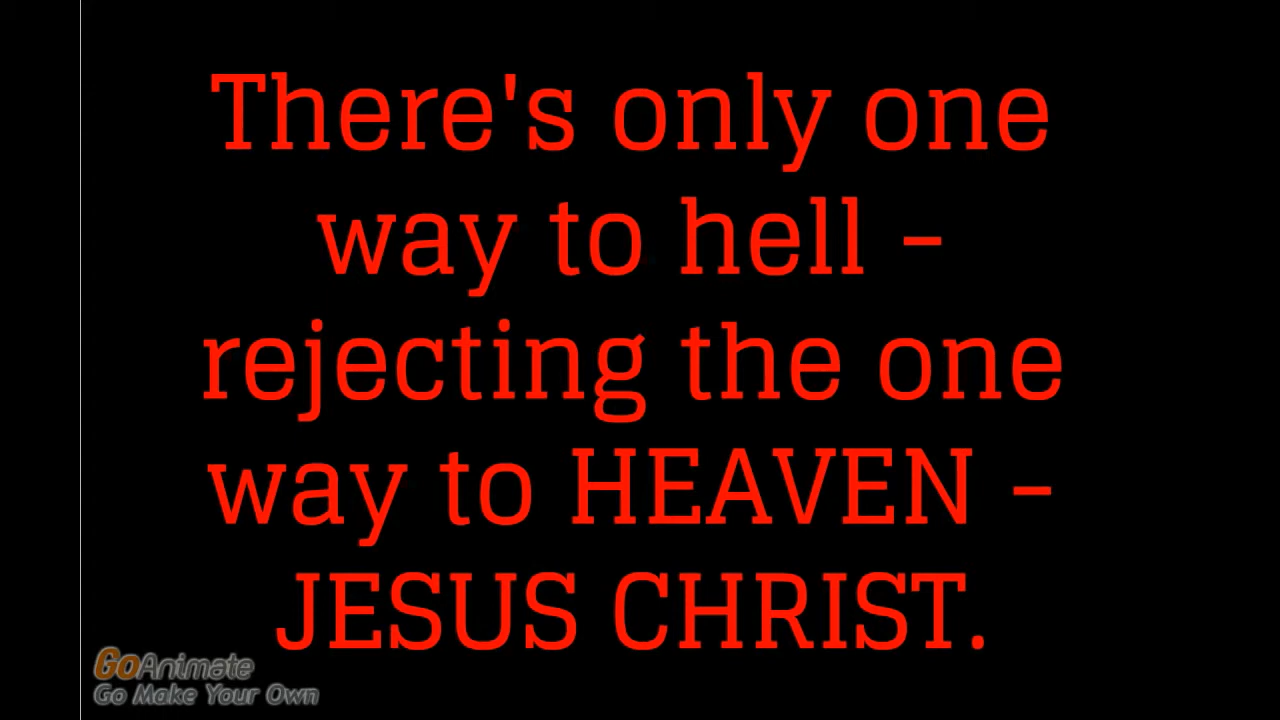 There's only one
way to hell –
rejecting the one
way to HEAVEN –
JESUS CHRIST.
GoAnimate
Go Make Your Own